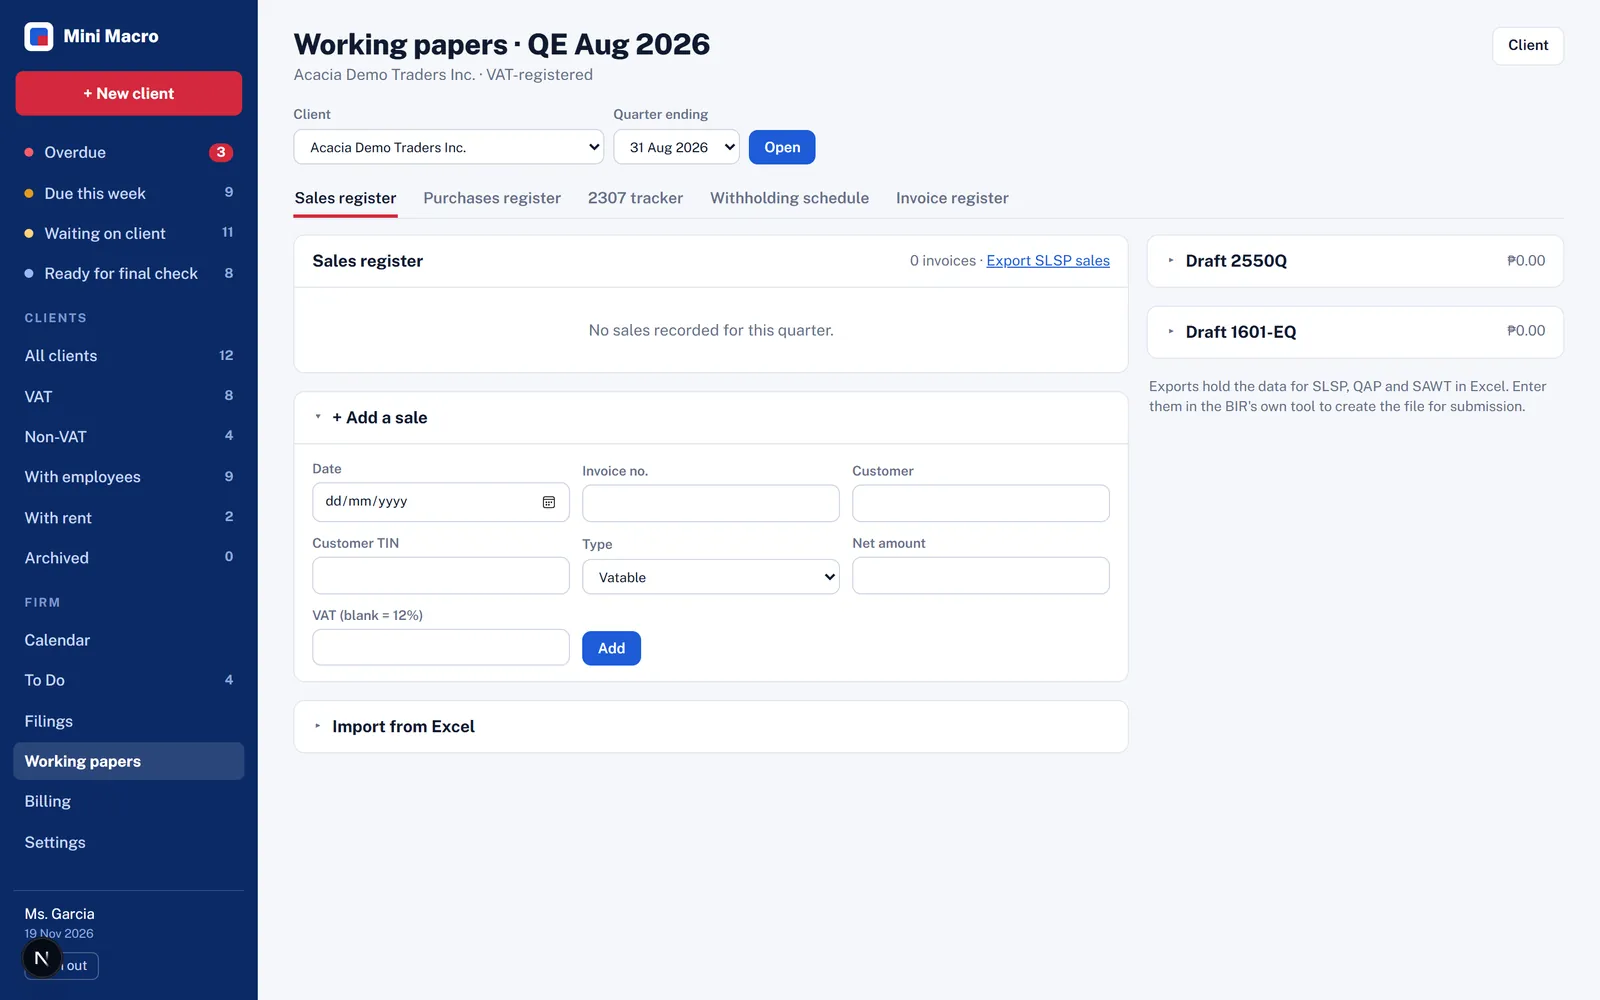 Mini Macro
+ New client
Overdue 3
Due this week 9
Waiting on client 11
Ready for final check 8
CLIENTS
All clients 12
VAT 8
Non-VAT 4
With employees 9
With rent 2
Archived 0
FIRM
Calendar
To Do 4
Filings
Working papers
Billing
Settings
Ms. Garcia
19 Nov 2026
N
out
Working papers · QE Aug 2026
Acacia Demo Traders Inc. · VAT-registered
Client
Client
Quarter ending
Acacia Demo Traders Inc.
31 Aug 2026
Open
Sales register
Purchases register
2307 tracker
Withholding schedule
Invoice register
Sales register
0 invoices · Export SLSP sales
No sales recorded for this quarter.
+ Add a sale
Date
Invoice no.
Customer
dd/mm/yyyy
Customer TIN
Type
Net amount
Vatable
VAT (blank = 12%)
Add
Import from Excel
Draft 2550Q ₱0.00
Draft 1601-EQ ₱0.00
Exports hold the data for SLSP, QAP and SAWT in Excel. Enter
them in the BIR's own tool to create the file for submission.